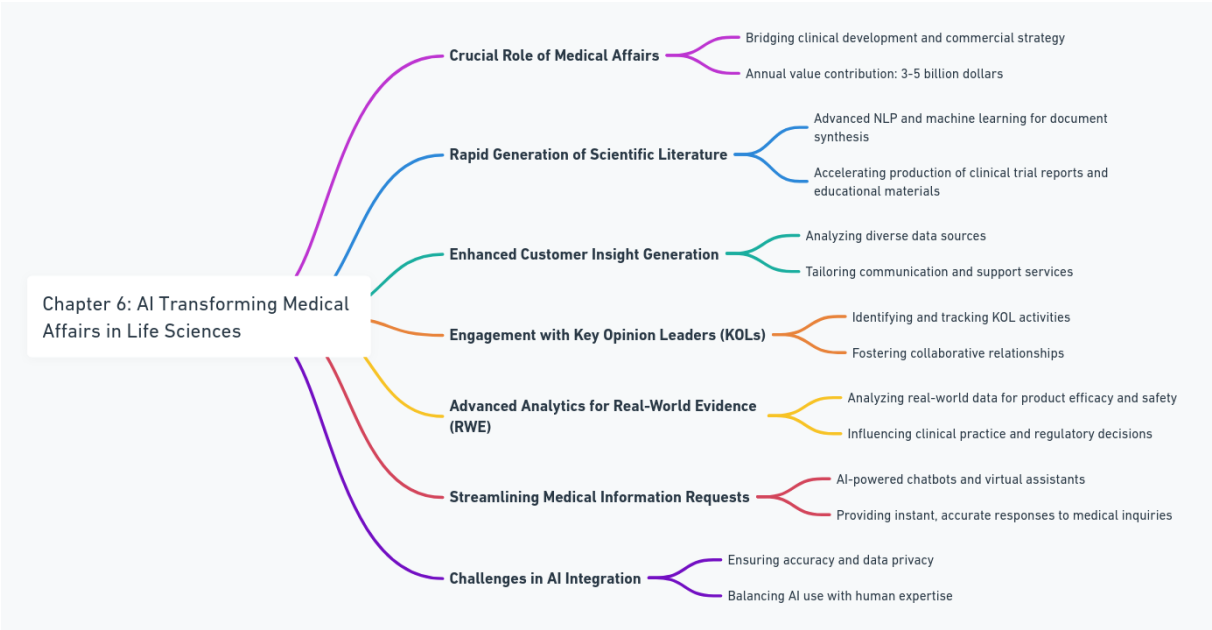 Chapter 6: AI Transforming Medical
Affairs in Life Sciences
Crucial Role of Medical Affairs
Bridging clinical development and commercial strategy
Annual value contribution: 3-5 billion dollars
Rapid Generation of Scientific Literature
Advanced NLP and machine learning for document
synthesis
Accelerating production of clinical trial reports and
educational materials
Enhanced Customer Insight Generation
Analyzing diverse data sources
Tailoring communication and support services
Engagement with Key Opinion Leaders (KOLs)
Identifying and tracking KOL activities
Fostering collaborative relationships
Advanced Analytics for Real-World Evidence
(RWE)
Analyzing real-world data for product efficacy and safety
Influencing clinical practice and regulatory decisions
Streamlining Medical Information Requests
AI-powered chatbots and virtual assistants
Providing instant, accurate responses to medical inquiries
Challenges in AI Integration
Ensuring accuracy and data privacy
Balancing AI use with human expertise